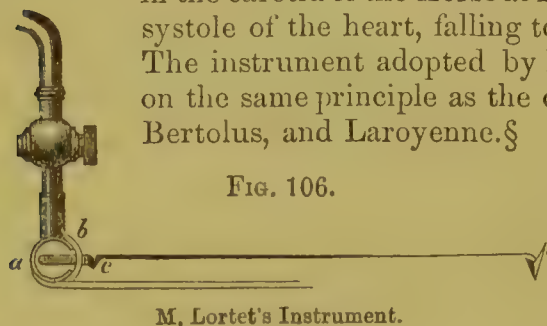 systole of the heart, falling to
The instrument adopted by
on the same principle as the
Bertolus, and Laroyenne.§
FIG. 106.
b
a c
M, Lortet's Instrument.